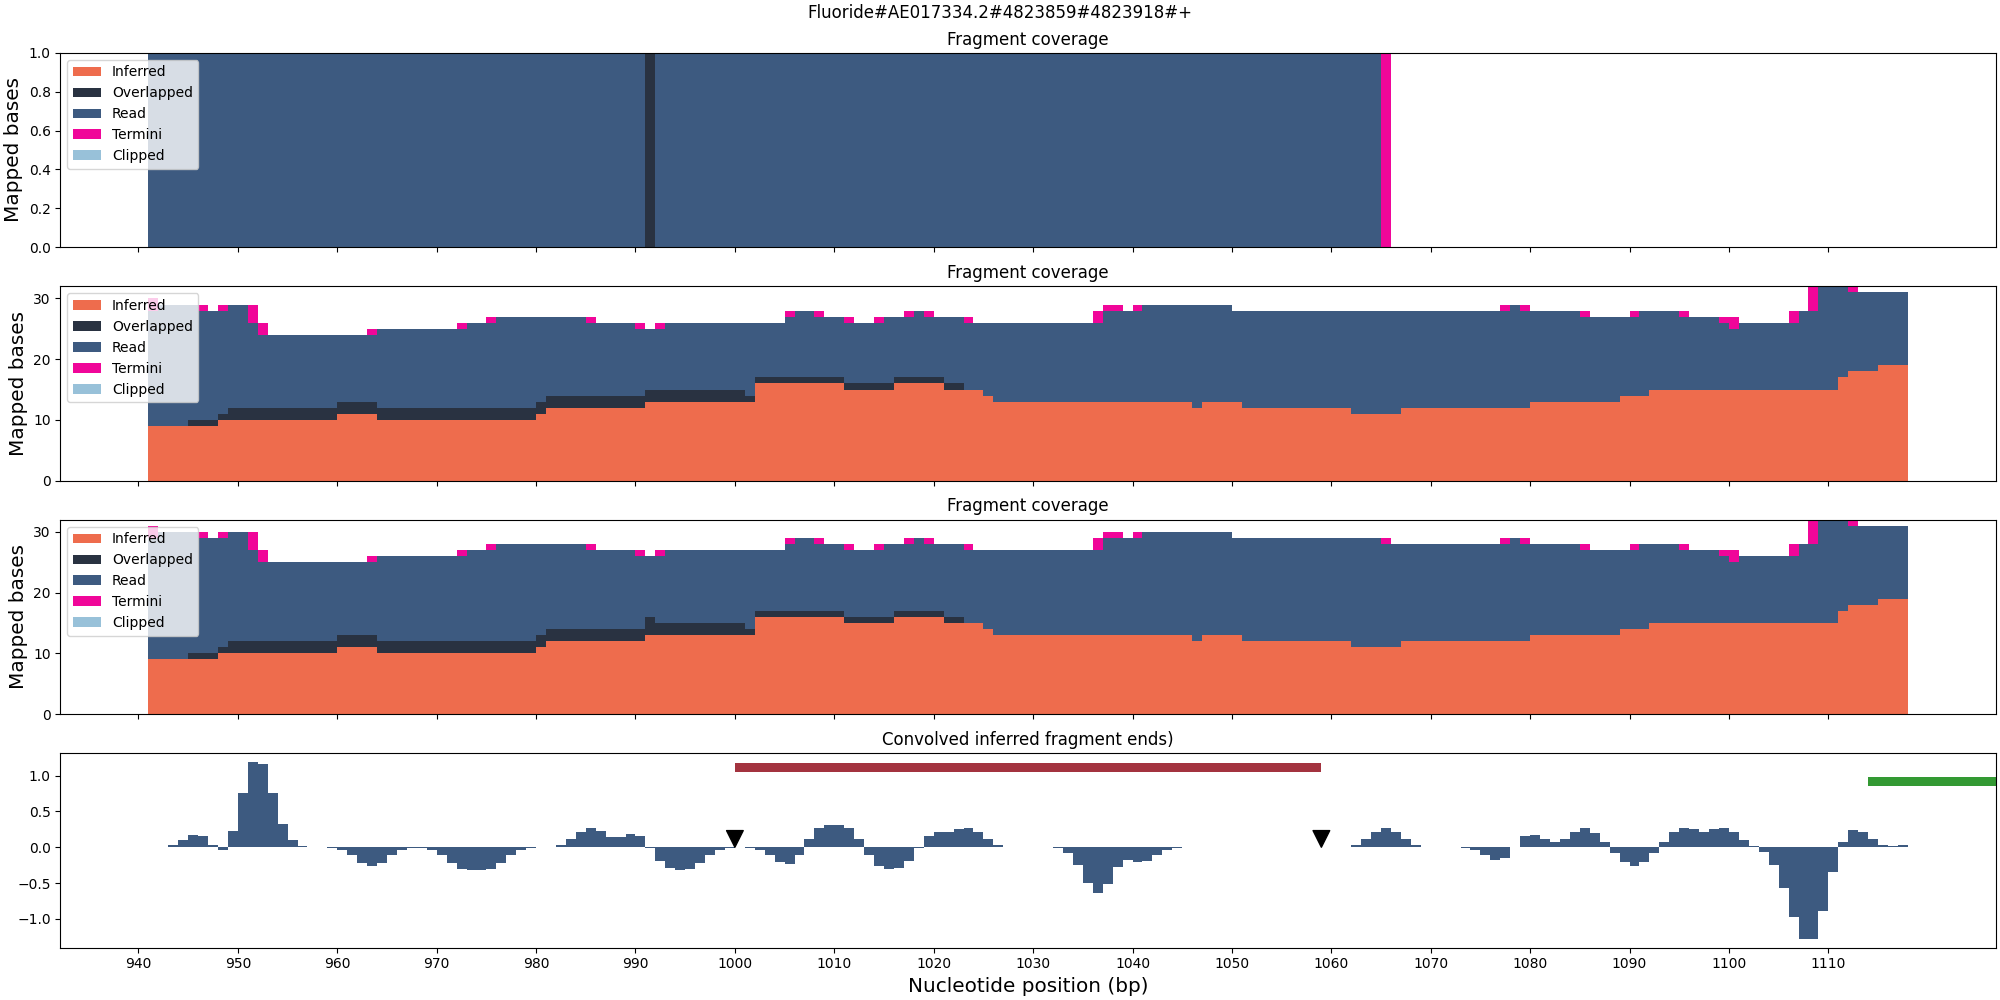 Fluoride#AE017334.2#4823859#4823918#+
Fragment coverage
Mapped bases
1.0
0.8
0.6
0.4
0.2
0.0
Inferred
Overlapped
Read
Termini
Clipped
Fragment coverage
Mapped bases
30
20
10
0
Inferred
Overlapped
Read
Termini
Clipped
Fragment coverage
Mapped bases
30
20
10
0
Inferred
Overlapped
Read
Termini
Clipped
Convolved inferred fragment ends)
1.0
0.5
0.0
−0.5
−1.0
940 950 960 970 980 990 1000 1010 1020 1030 1040 1050 1060 1070 1080 1090 1100 1110
Nucleotide position (bp)